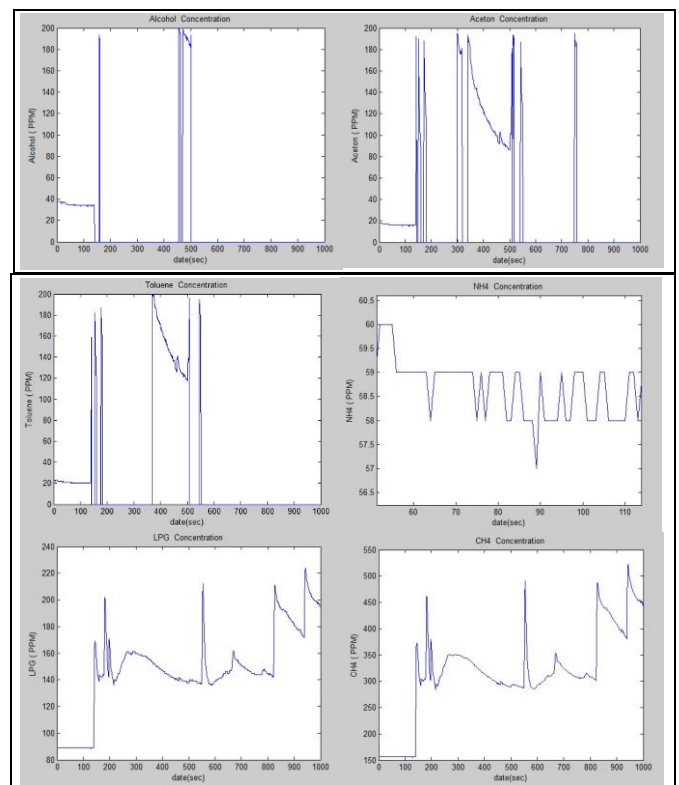 Alcohol Concentration
200
180
160
140
120
100
80
60
40
20
0
Alcohol ( PPM)
0 100 200 300 400 500 600 700 800 900 1000
date(sec)
Aceton Concentration
200
180
160
140
120
100
80
60
40
20
0
Aceton ( PPM)
0 100 200 300 400 500 600 700 800 900 1000
date(sec)
Toluene Concentration
200
180
160
140
120
100
80
60
40
20
0
Toluene ( PPM)
0 100 200 300 400 500 600 700 800 900 1000
date(sec)
NH4 Concentration
60.5
60
59.5
59
58.5
58
57.5
57
56.5
NH4 ( PPM)
60 70 80 90 100 110
date(sec)
LPG Concentration
240
220
200
180
160
140
120
100
80
LPG ( PPM)
0 100 200 300 400 500 600 700 800 900 1000
date(sec)
CH4 Concentration
550
500
450
400
350
300
250
200
150
CH4 ( PPM)
0 100 200 300 400 500 600 700 800 900 1000
date(sec)